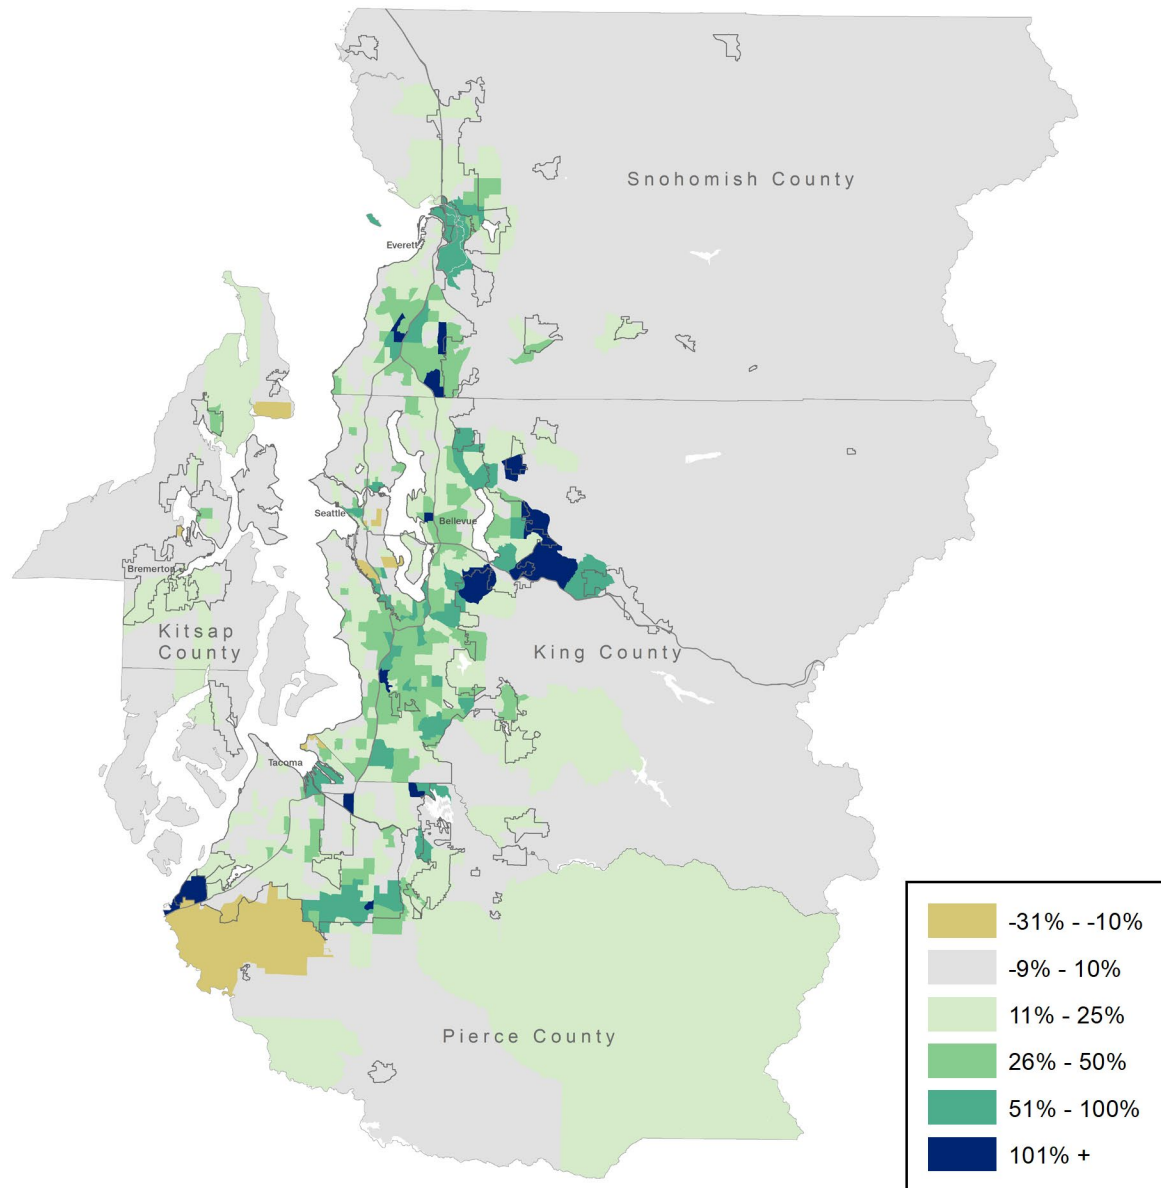 Snohomish County
Everett
Seattle
Bellevue
Bremerton
Kitsap
County
King County
Tacoma
Pierce County
-31% - -10%
-9% - 10%
11% - 25%
26% - 50%
51% - 100%
101% +